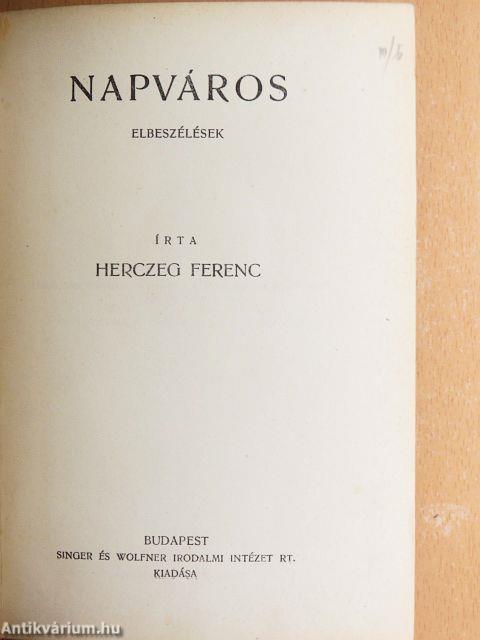 NAPVÁROS
ELBESZÉLÉSEK
ÍRTA
HERCZEG FERENC
BUDAPEST
SINGER ÉS WOLFNER IRODALMI INTÉZET RT.
KIADÁSA
Antikvárium.hu